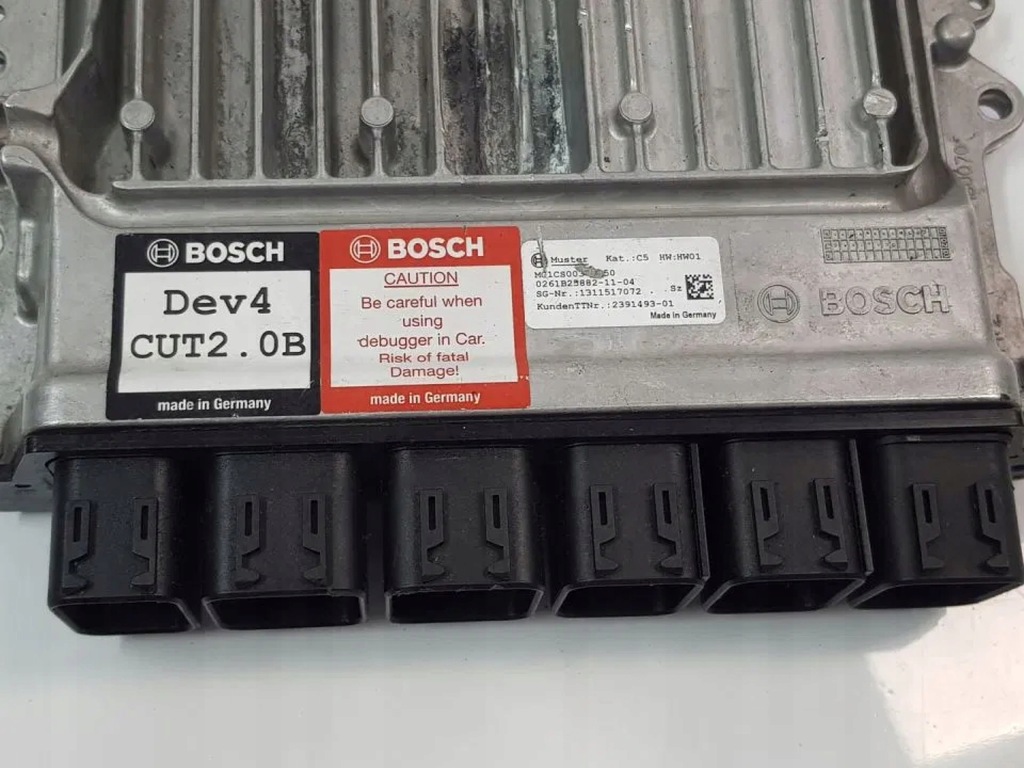 BOSCH
Dev4
CUT2.0B
made in Germany
BOSCH
CAUTION
Be careful when
using
debugger in Car.
Risk of fatal
Damage!
made in Germany
Muster Kat.:C5 HW:HW01
50
-11-04
SG-Nr.:1311517072 Sz
KundenTTNr.:2391493-01
Made in Germany
BOSCH